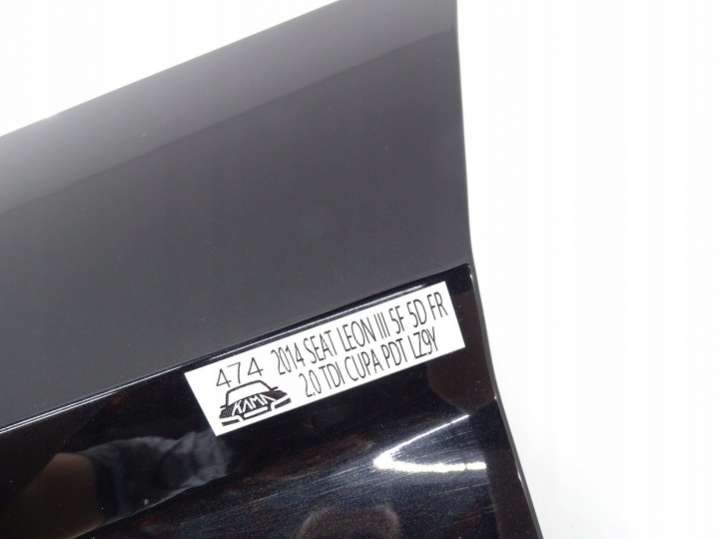 474 2014 SEAT LEON III 5F 5D FR
KAMA 2.0 TDI CUPA PDT LZ9Y